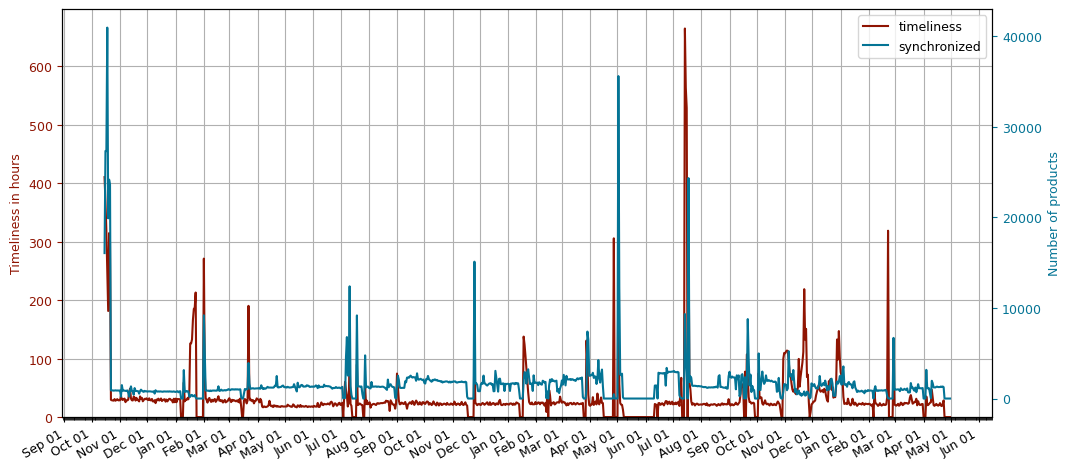 timeliness
synchronized
Timeliness in hours
600
500
400
300
200
100
0
40000
30000
20000
10000
0
Number of products
Sep 01
Oct 01
Nov 01
Dec 01
Jan 01
Feb 01
Mar 01
Apr 01
May 01
Jun 01
Jul 01
Aug 01
Sep 01
Oct 01
Nov 01
Dec 01
Jan 01
Feb 01
Mar 01
Apr 01
May 01
Jun 01
Jul 01
Aug 01
Sep 01
Oct 01
Nov 01
Dec 01
Jan 01
Feb 01
Mar 01
Apr 01
May 01
Jun 01